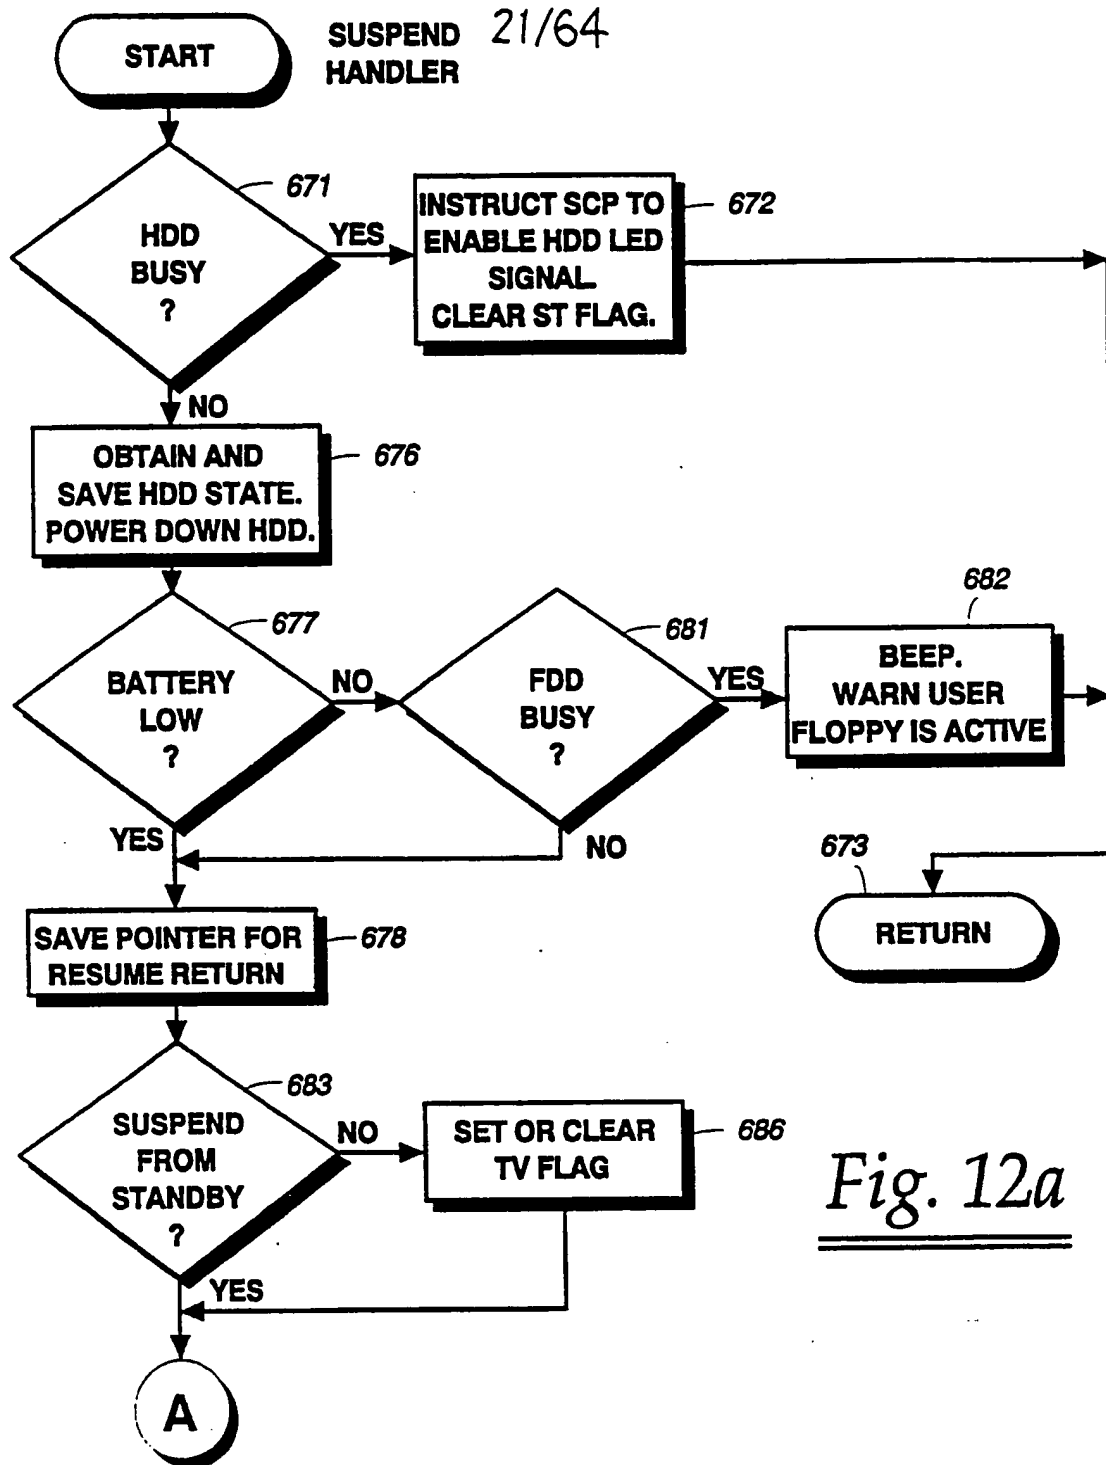 START
SUSPEND
HANDLER
21/64
671
HDD
BUSY
?
YES
INSTRUCT SCP TO
ENABLE HDD LED
SIGNAL.
CLEAR ST FLAG.
672
NO
OBTAIN AND
SAVE HDD STATE.
POWER DOWN HDD.
676
677
BATTERY
LOW
?
NO
681
FDD
BUSY
?
YES
682
BEEP.
WARN USER
FLOPPY IS ACTIVE
YES
NO
673
RETURN
SAVE POINTER FOR
RESUME RETURN
678
683
SUSPEND
FROM
STANDBY
?
NO
SET OR CLEAR
TV FLAG
686
YES
A
Fig. 12a